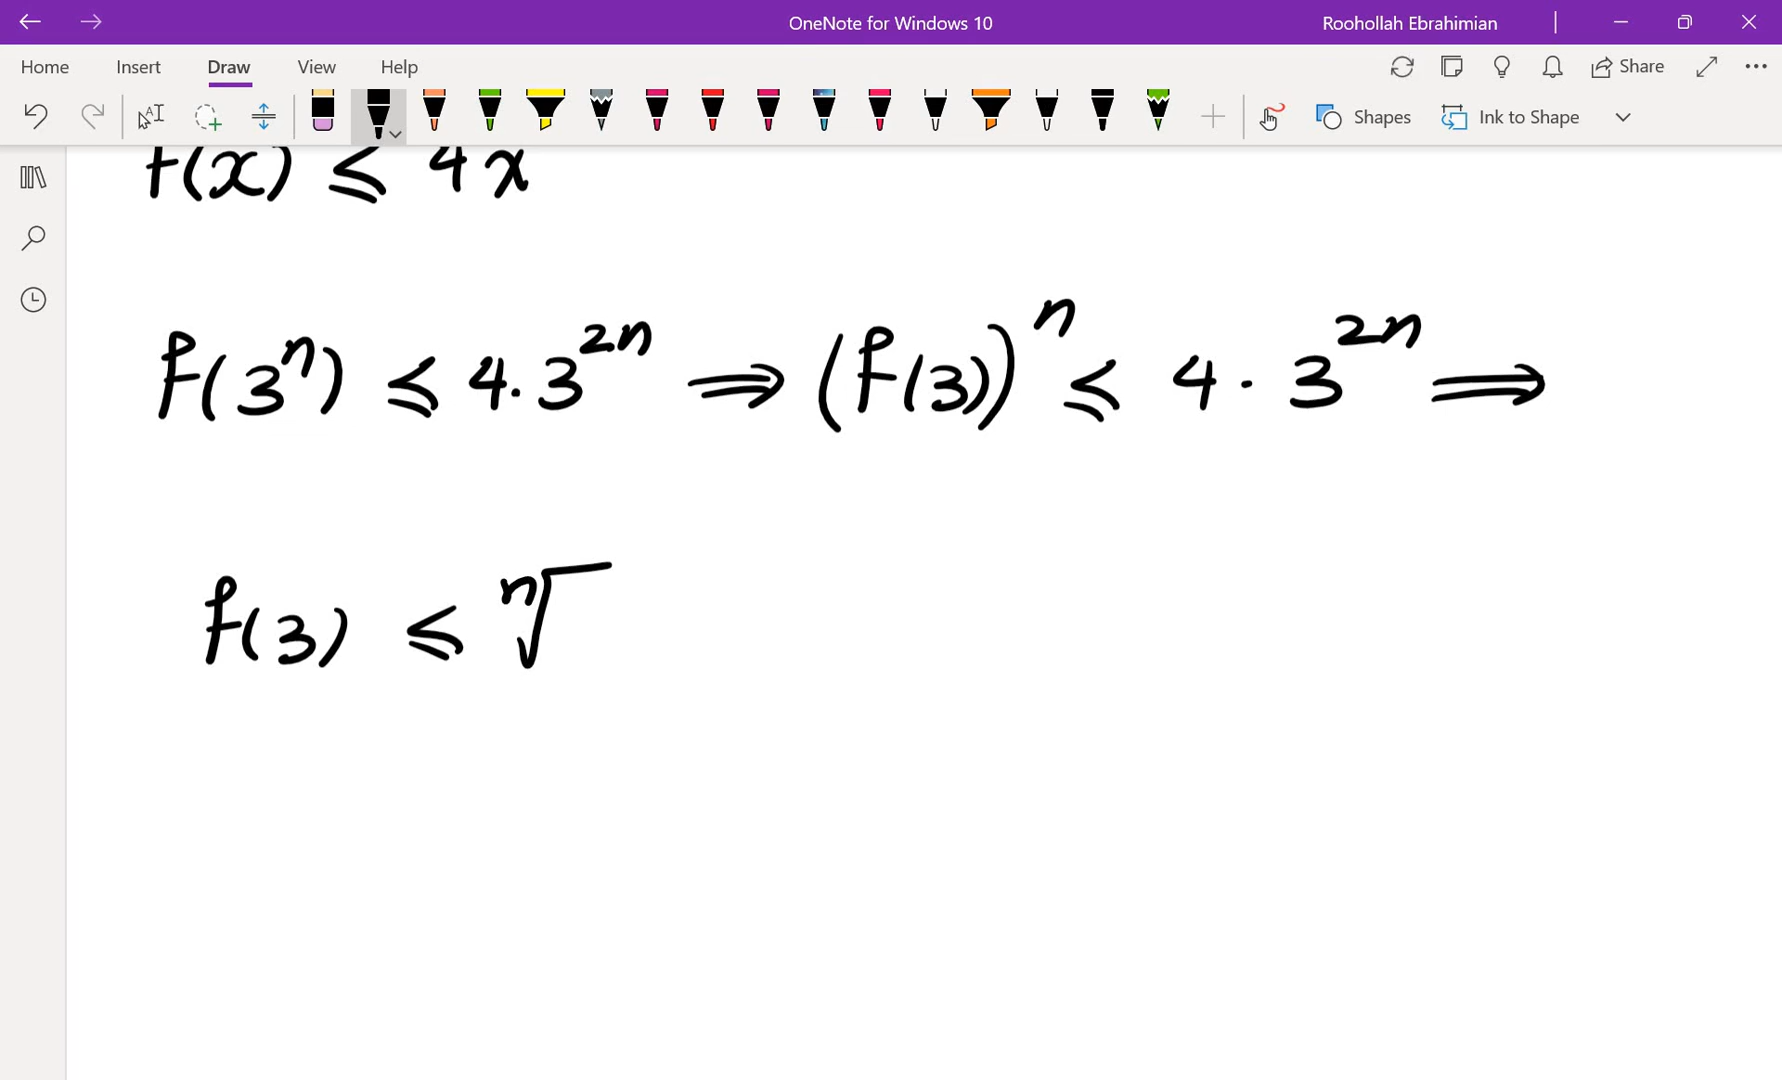 OneNote for Windows 10
Roohollah Ebrahimian
Home Insert Draw View Help
Share
Shapes
Ink to Shape
f(x) ≤ 4x
f(3ⁿ) ≤ 4·3²ⁿ ⟹ (f(3))ⁿ ≤ 4·3²ⁿ ⟹
f(3) ≤ ⁿ√